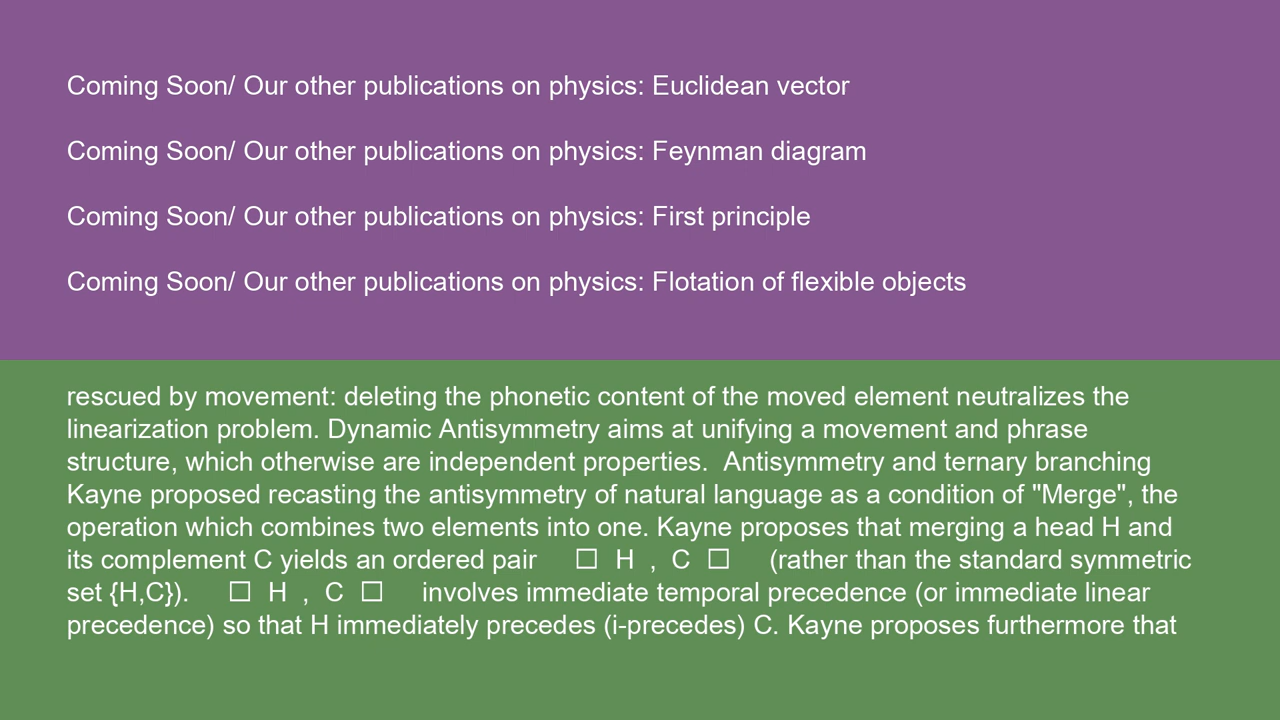 Coming Soon/ Our other publications on physics: Euclidean vector
Coming Soon/ Our other publications on physics: Feynman diagram
Coming Soon/ Our other publications on physics: First principle
Coming Soon/ Our other publications on physics: Flotation of flexible objects
rescued by movement: deleting the phonetic content of the moved element neutralizes the
linearization problem. Dynamic Antisymmetry aims at unifying a movement and phrase
structure, which otherwise are independent properties.  Antisymmetry and ternary branching
Kayne proposed recasting the antisymmetry of natural language as a condition of "Merge", the
operation which combines two elements into one. Kayne proposes that merging a head H and
its complement C yields an ordered pair ☐ H , C ☐ (rather than the standard symmetric
set {H,C}). ☐ H , C ☐ involves immediate temporal precedence (or immediate linear
precedence) so that H immediately precedes (i-precedes) C. Kayne proposes furthermore that